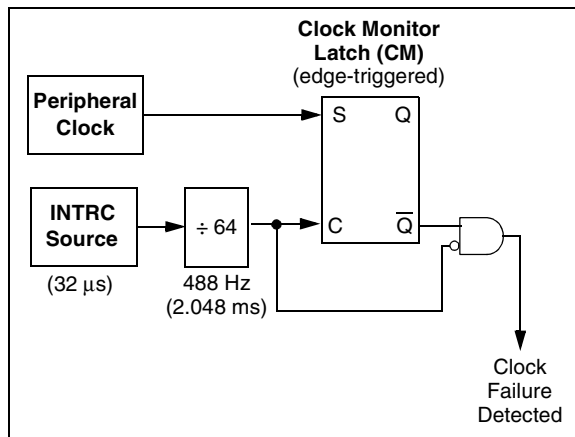 Clock Monitor
Latch (CM)
(edge-triggered)
Peripheral
Clock
S Q
INTRC
Source
÷ 64
C Q̅
(32 μs)
488 Hz
(2.048 ms)
Clock
Failure
Detected